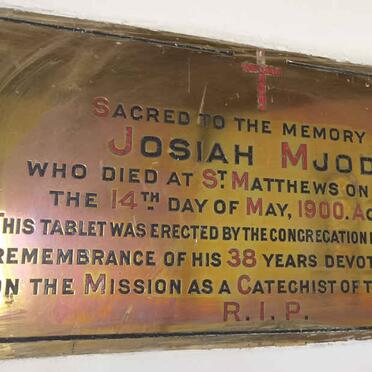 SACRED TO THE MEMORY
JOSIAH MJOD
WHO DIED AT ST MATTHEWS ON
THE 14TH DAY OF MAY, 1900. A
THIS TABLET WAS ERECTED BY THE CONGREGATION
REMEMBRANCE OF HIS 38 YEARS DEVOT
ON THE MISSION AS A CATECHIST OF T
R.I.P.